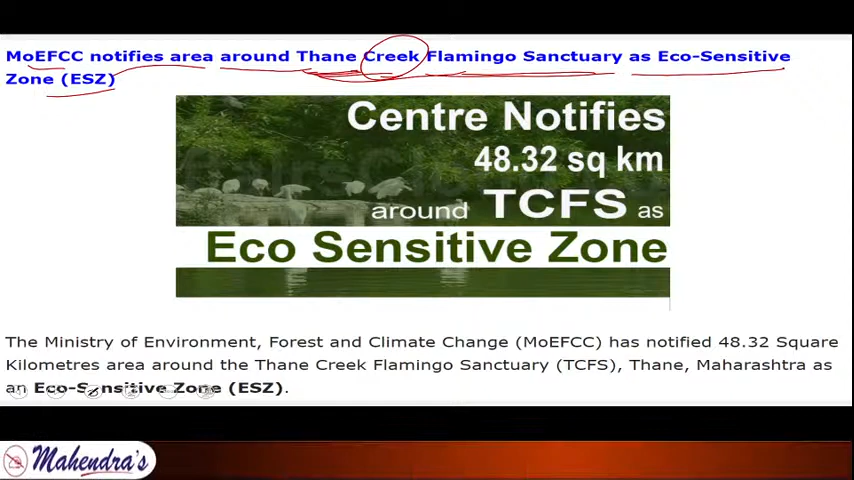 MoEFCC notifies area around Thane Creek Flamingo Sanctuary as Eco-Sensitive
Zone (ESZ)
Centre Notifies
48.32 sq km
around TCFS as
Eco Sensitive Zone
The Ministry of Environment, Forest and Climate Change (MoEFCC) has notified 48.32 Square
Kilometres area around the Thane Creek Flamingo Sanctuary (TCFS), Thane, Maharashtra as
an Eco-Sensitive Zone (ESZ).
Mahendra's